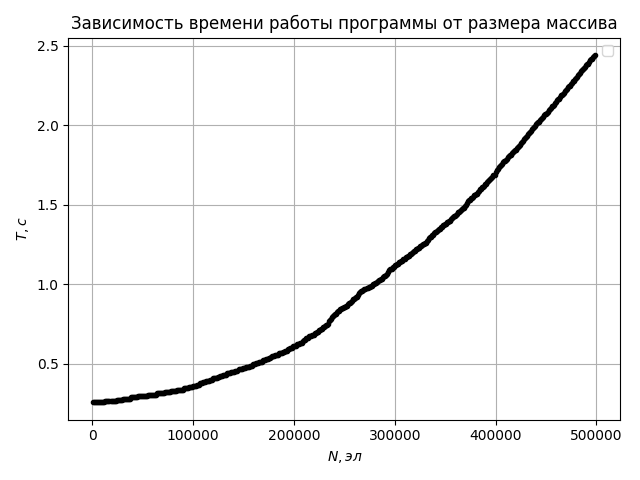 Зависимость времени работы программы от размера массива
2.5
2.0
1.5
1.0
0.5
T, с
0 100000 200000 300000 400000 500000
N, эл